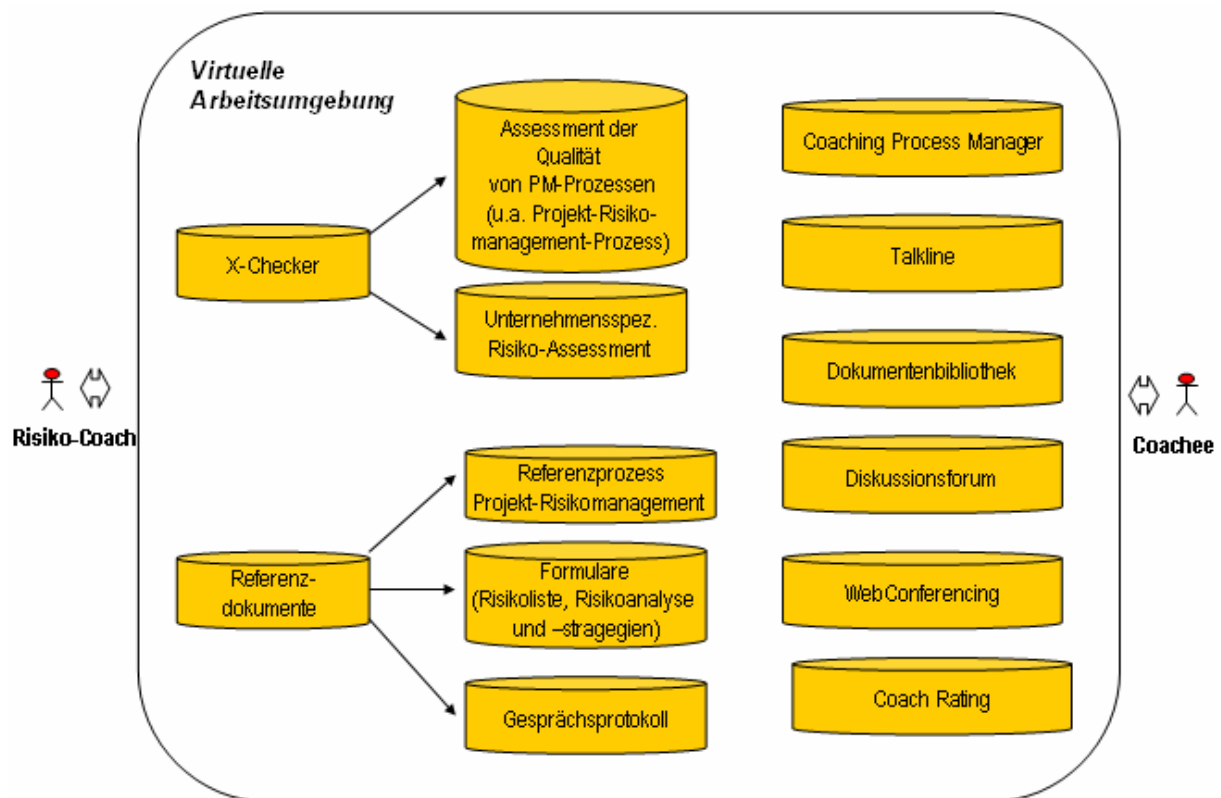 Virtuelle
Arbeitsumgebung
Assessment der
Qualität
von PM-Prozessen
(u.a. Projekt-Risiko-
management-Prozess)
X-Checker
Unternehmensspez.
Risiko-Assessment
Risiko-Coach
Referenzprozess
Projekt-Risikomanagement
Referenz-
dokumente
Formulare
(Risikoliste, Risikoanalyse
und –stragegien)
Gesprächsprotokoll
Coaching Process Manager
Talkline
Dokumentenbibliothek
Diskussionsforum
WebConferencing
Coach Rating
Coachee